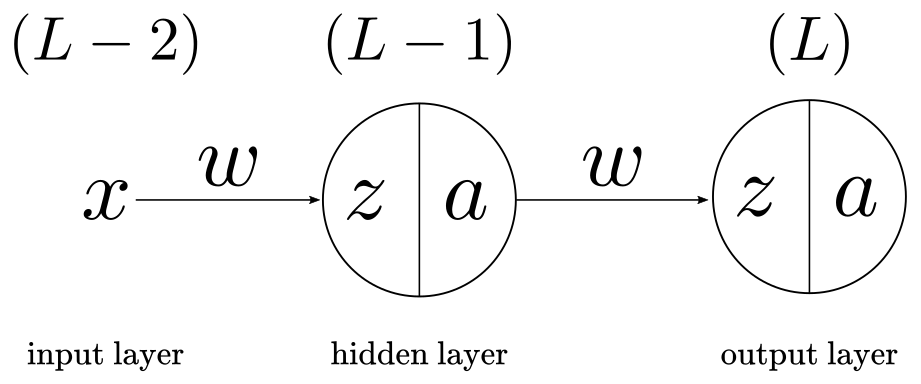 (L − 2) (L − 1) (L)
x w z a w z a
input layer hidden layer output layer